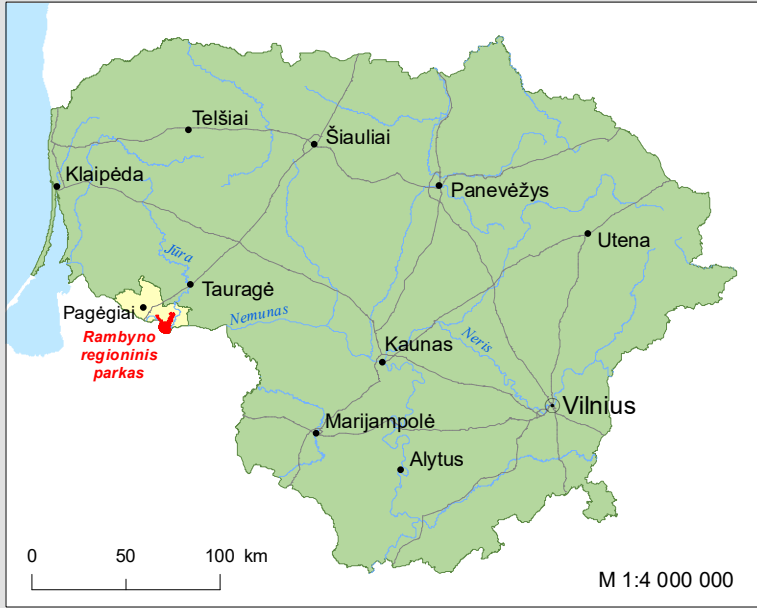 Telšiai
Šiauliai
Klaipėda
Panevėžys
Utena
Jūra
Tauragė
Pagėgiai
Nemunas
Rambyno
regioninis
parkas
Kaunas
Neris
Vilnius
Marijampolė
Alytus
0 50 100 km
M 1:4 000 000